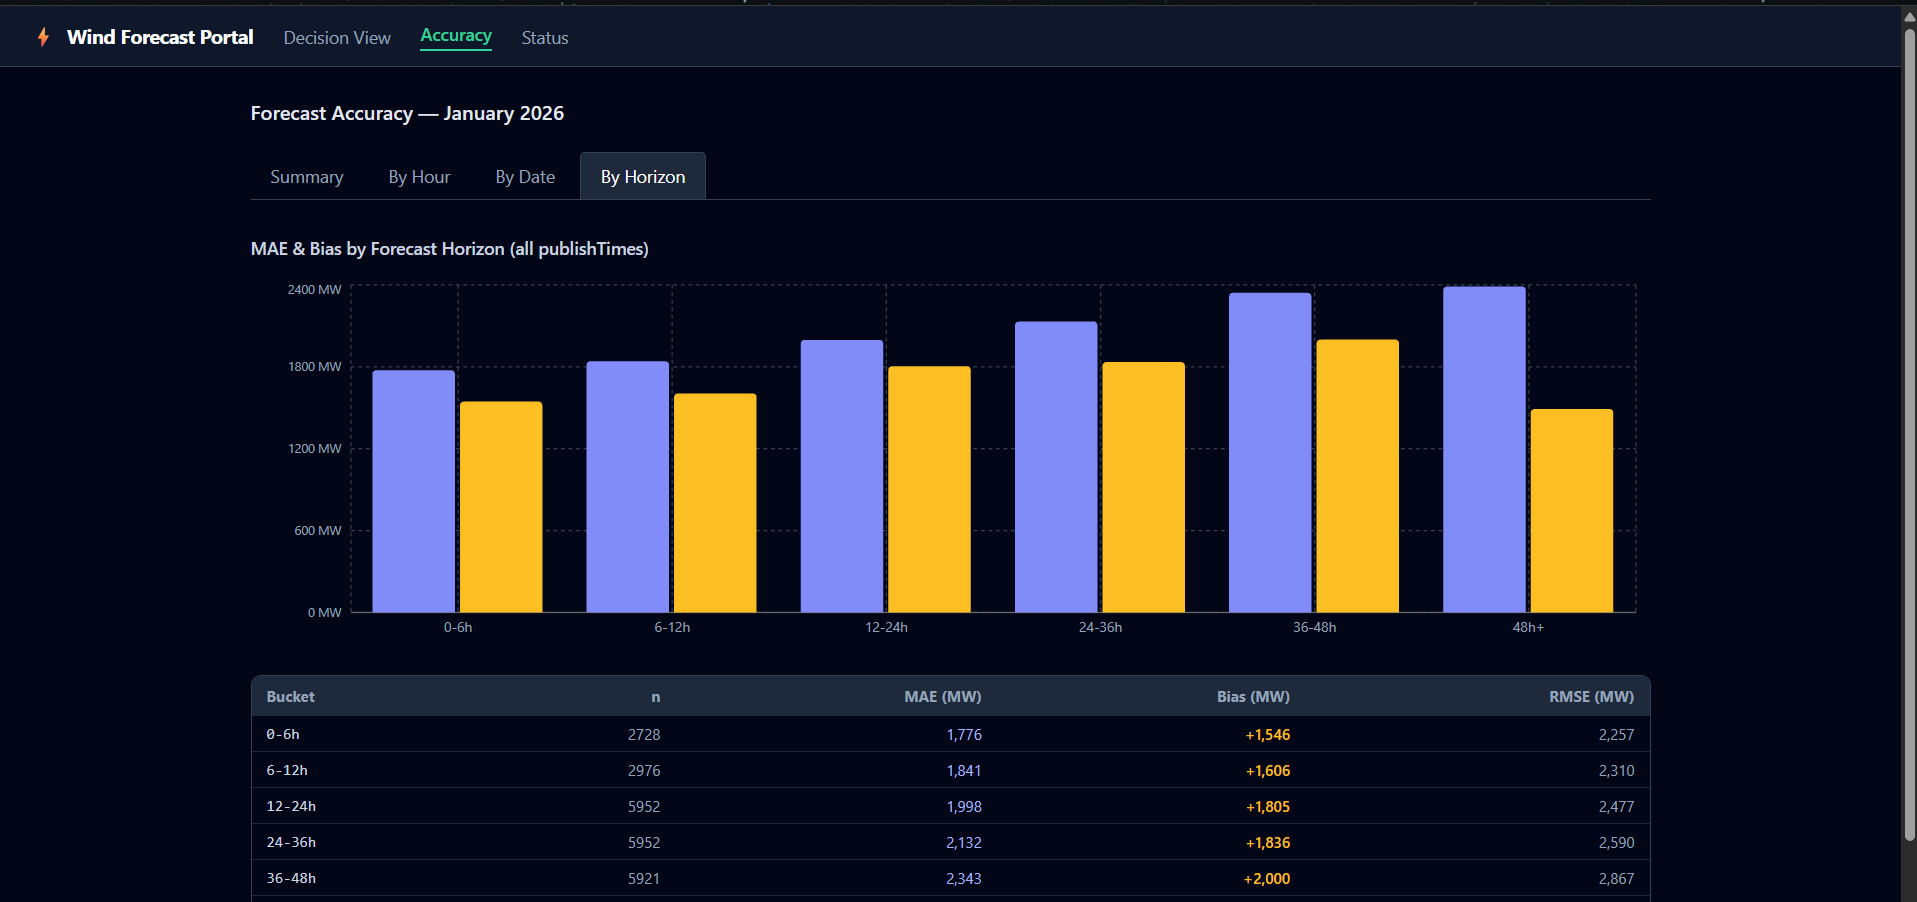 Wind Forecast Portal Decision View Accuracy Status
Forecast Accuracy — January 2026
Summary By Hour By Date By Horizon
MAE & Bias by Forecast Horizon (all publishTimes)
2400 MW
1800 MW
1200 MW
600 MW
0 MW
0-6h 6-12h 12-24h 24-36h 36-48h 48h+
Bucket n MAE (MW) Bias (MW) RMSE (MW)
0-6h 2728 1,776 +1,546 2,257
6-12h 2976 1,841 +1,606 2,310
12-24h 5952 1,998 +1,805 2,477
24-36h 5952 2,132 +1,836 2,590
36-48h 5921 2,343 +2,000 2,867